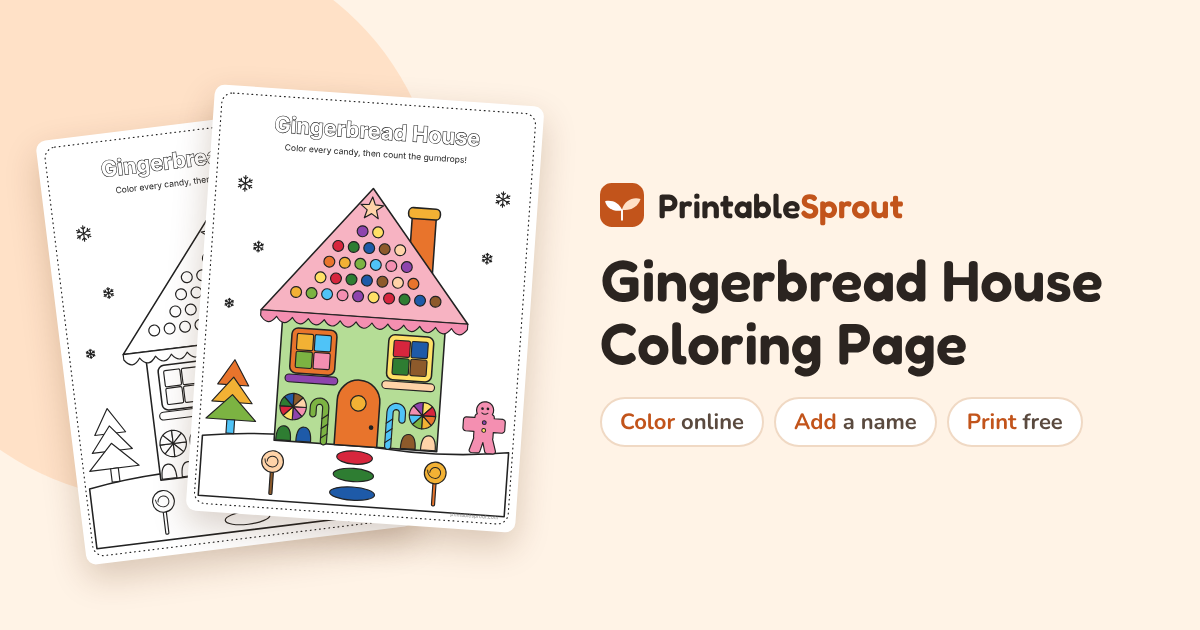 Gingerbread House
Color every candy, then count the gumdrops!
Gingerbrea
Color every candy, then
PrintableSprout
Gingerbread House
Coloring Page
Color online
Add a name
Print free